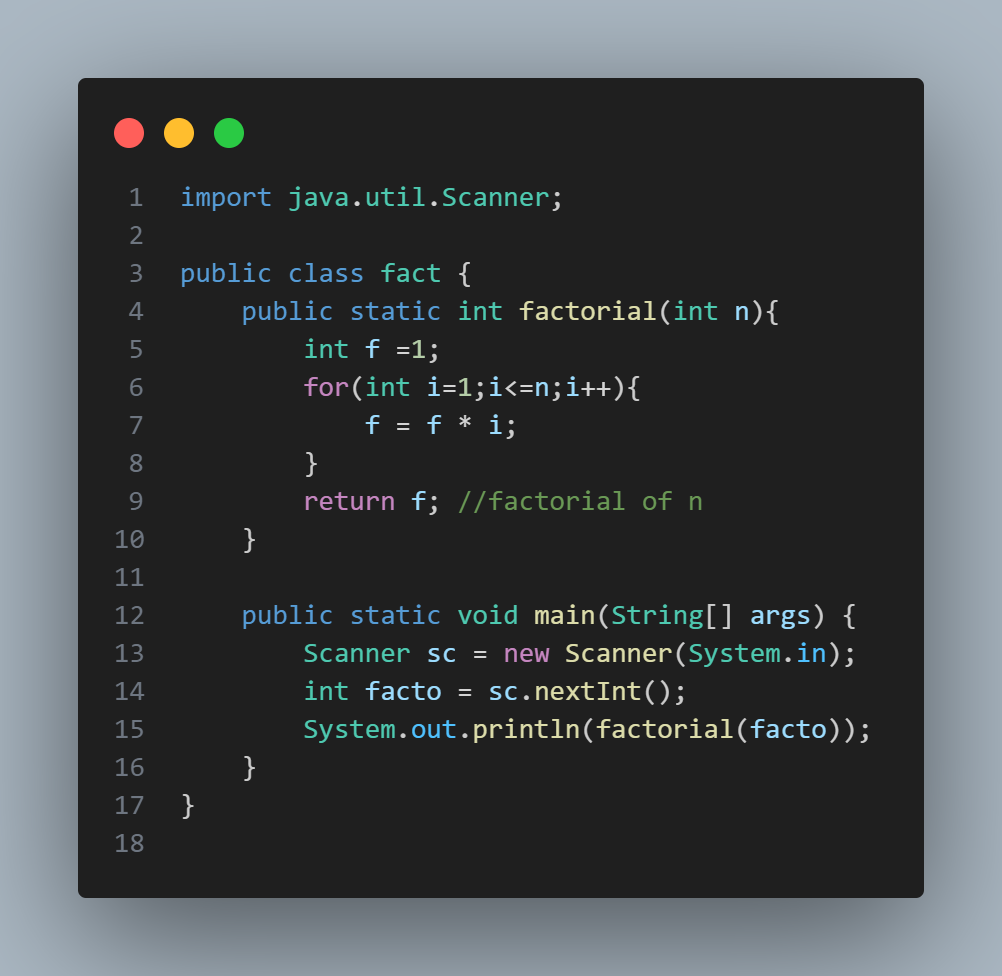 1 import java.util.Scanner;
2
3 public class fact {
4     public static int factorial(int n){
5         int f =1;
6         for(int i=1;i<=n;i++){
7             f = f * i;
8         }
9         return f; //factorial of n
10     }
11
12     public static void main(String[] args) {
13         Scanner sc = new Scanner(System.in);
14         int facto = sc.nextInt();
15         System.out.println(factorial(facto));
16     }
17 }
18